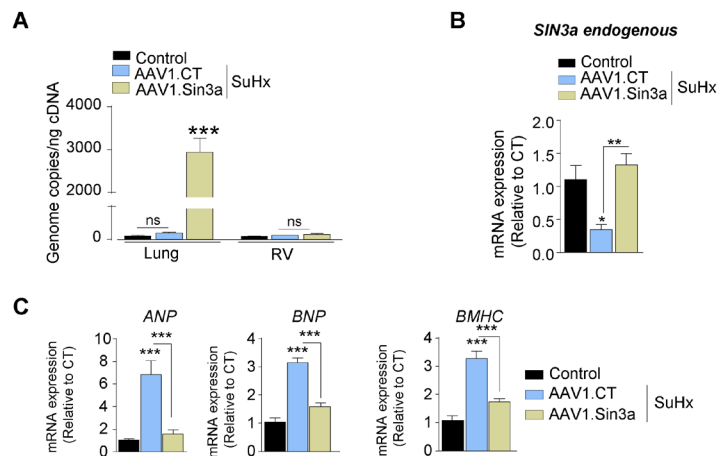 A
Control
AAV1.CT
AAV1.Sin3a
SuHx
Genome copies/ng cDNA
4000
3000
2000
0
ns
***
ns
Lung
RV
B
SIN3a endogenous
Control
AAV1.CT
AAV1.Sin3a
SuHx
mRNA expression
(Relative to CT)
2.0
1.5
1.0
0.5
0.0
**
*
C
ANP
mRNA expression
(Relative to CT)
10
8
6
4
2
0
***
***
BNP
mRNA expression
(Relative to CT)
4
3
2
1
0
***
***
BMHC
mRNA expression
(Relative to CT)
4
3
2
1
0
***
***
Control
AAV1.CT
AAV1.Sin3a
SuHx